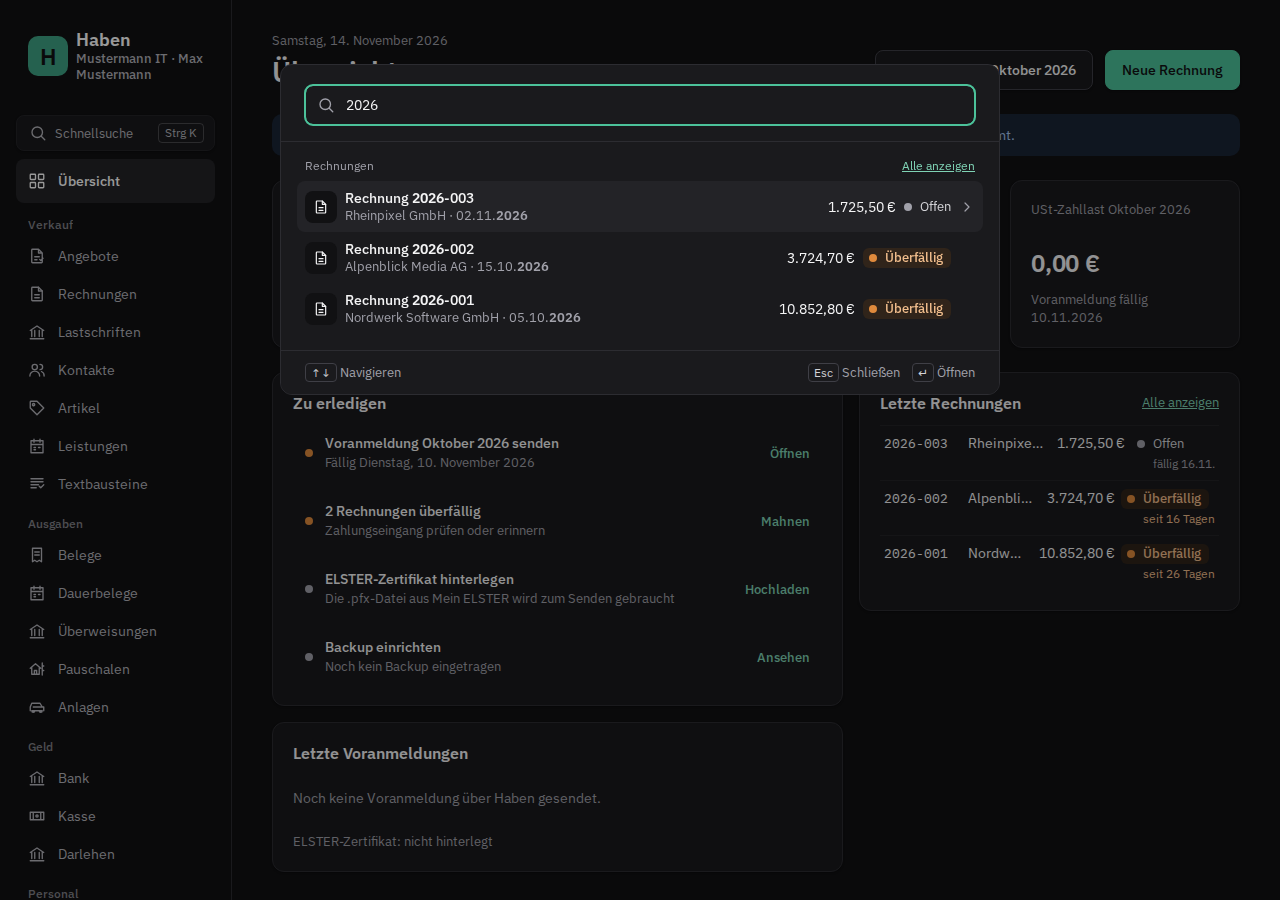 Haben
Mustermann IT · Max
Mustermann
Schnellsuche
Strg K
Übersicht
Verkauf
Angebote
Rechnungen
Lastschriften
Kontakte
Artikel
Leistungen
Textbausteine
Ausgaben
Belege
Dauerbelege
Überweisungen
Pauschalen
Anlagen
Geld
Bank
Kasse
Darlehen
Personal
Samstag, 14. November 2026
Oktober 2026
Neue Rechnung
2026
Rechnungen
Alle anzeigen
Rechnung 2026-003
Rheinpixel GmbH · 02.11.2026
1.725,50 €
Offen
Rechnung 2026-002
Alpenblick Media AG · 15.10.2026
3.724,70 €
Überfällig
Rechnung 2026-001
Nordwerk Software GmbH · 05.10.2026
10.852,80 €
Überfällig
↑↓ Navigieren
Esc Schließen
↵ Öffnen
USt-Zahllast Oktober 2026
0,00 €
Voranmeldung fällig
10.11.2026
Zu erledigen
Voranmeldung Oktober 2026 senden
Fällig Dienstag, 10. November 2026
Öffnen
2 Rechnungen überfällig
Zahlungseingang prüfen oder erinnern
Mahnen
ELSTER-Zertifikat hinterlegen
Die .pfx-Datei aus Mein ELSTER wird zum Senden gebraucht
Hochladen
Backup einrichten
Noch kein Backup eingetragen
Ansehen
Letzte Rechnungen
Alle anzeigen
2026-003 Rheinpixe... 1.725,50 € Offen
fällig 16.11.
2026-002 Alpenbli... 3.724,70 € Überfällig
seit 16 Tagen
2026-001 Nordw... 10.852,80 € Überfällig
seit 26 Tagen
Letzte Voranmeldungen
Noch keine Voranmeldung über Haben gesendet.
ELSTER-Zertifikat: nicht hinterlegt